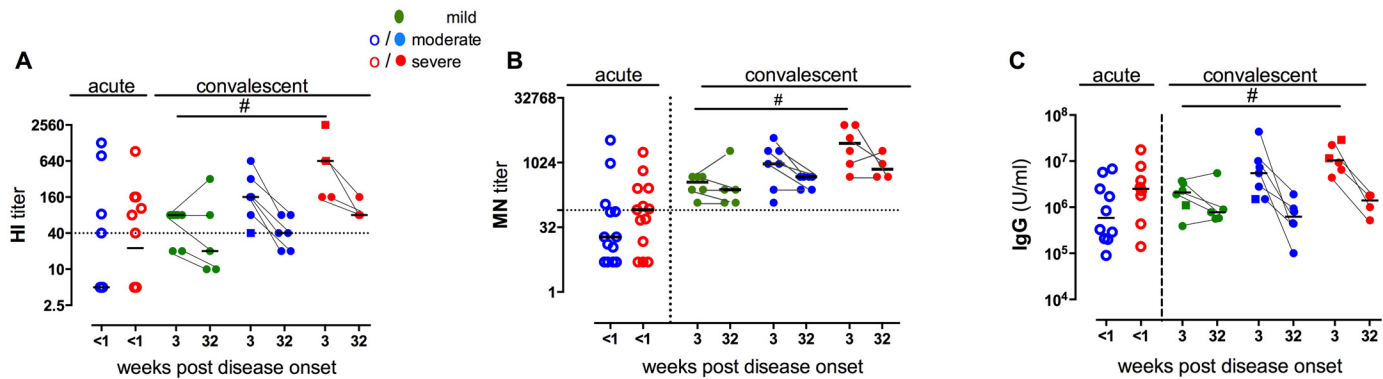 mild
o / moderate
o / severe
A
acute convalescent
#
HI titer
2560
640
160
40
10
2.5
<1 <1 3 32 3 32 3 32
weeks post disease onset
B
acute convalescent
#
MN titer
32768
1024
32
1
<1 <1 3 32 3 32 3 32
weeks post disease onset
C
acute convalescent
#
IgG (U/ml)
10⁸
10⁷
10⁶
10⁵
10⁴
<1 <1 3 32 3 32 3 32
weeks post disease onset